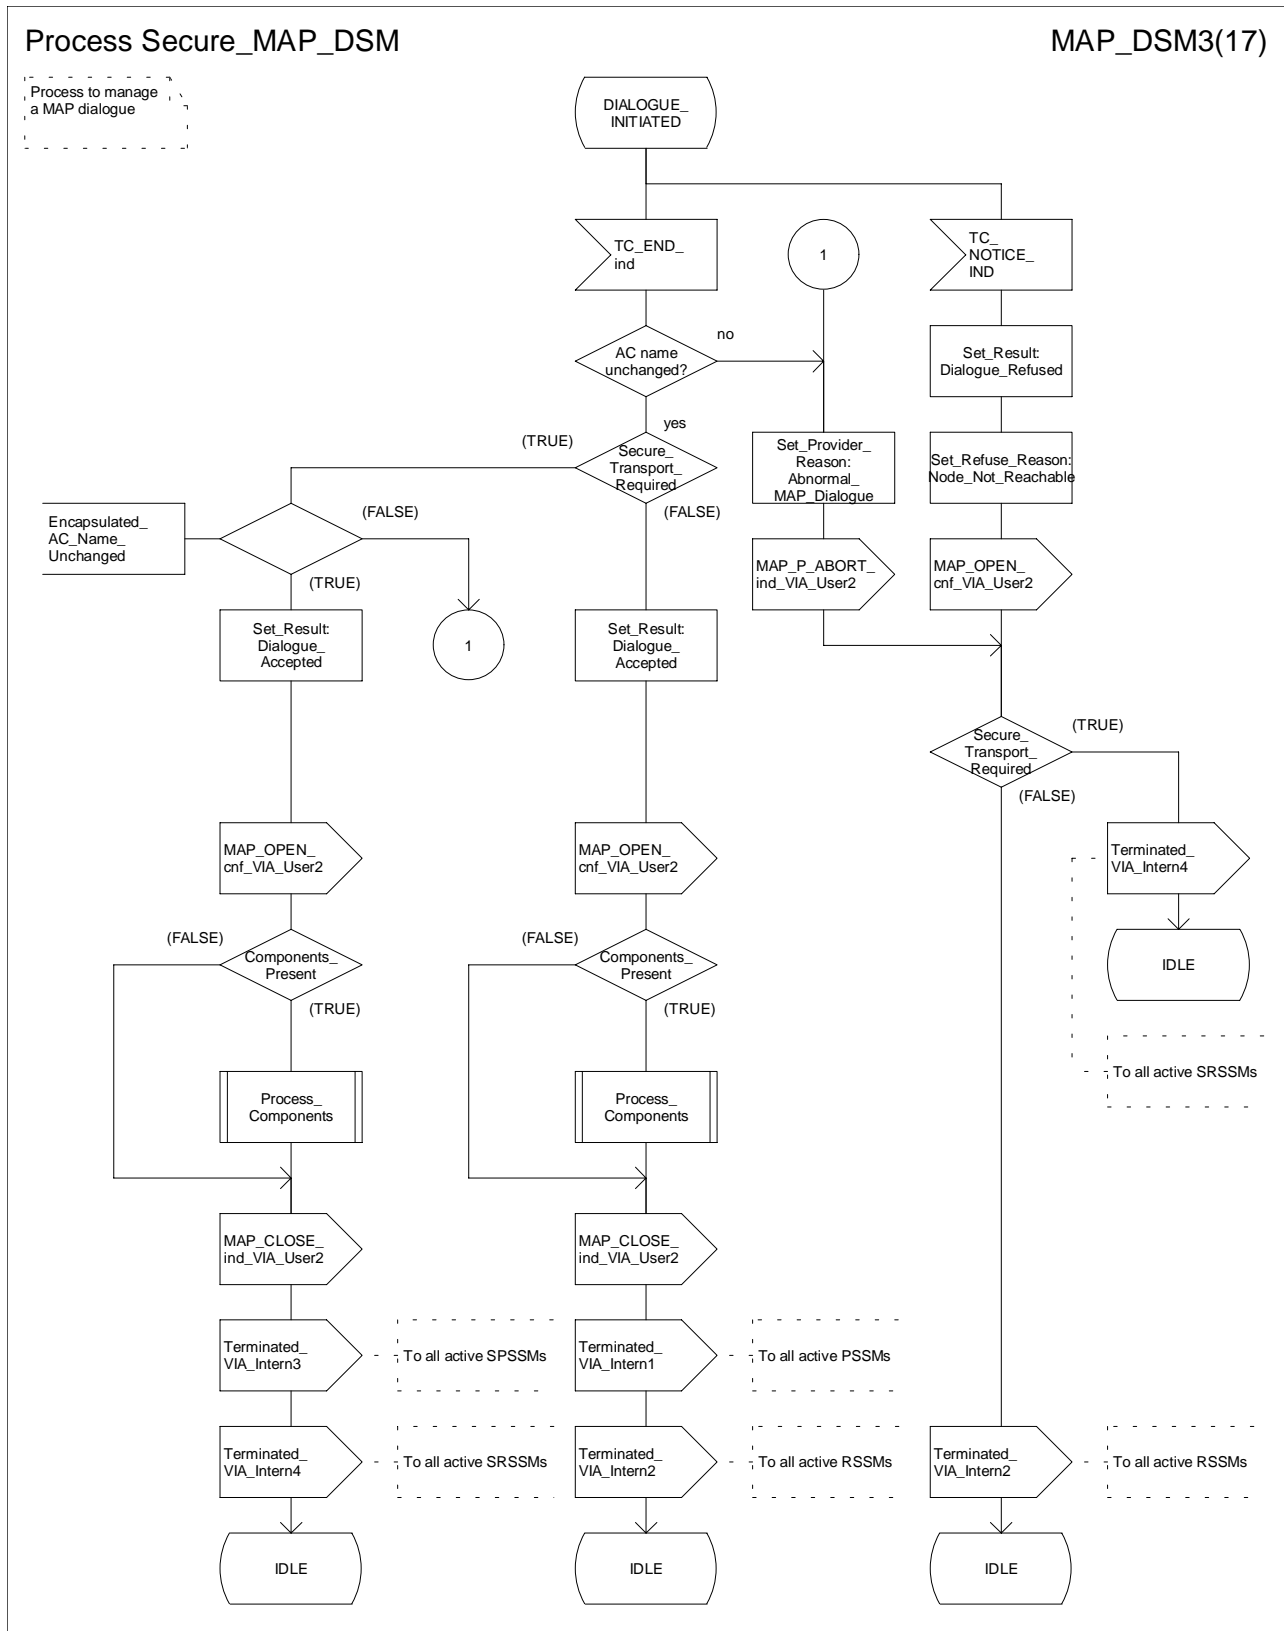 Process Secure_MAP_DSM
MAP_DSM3(17)
Process to manage
a MAP dialogue
DIALOGUE_
INITIATED
TC_END_
ind
1
TC_
NOTICE_
IND
AC name
unchanged?
no
yes
Set_Result:
Dialogue_Refused
(TRUE)
Secure_
Transport_
Required
(FALSE)
Set_Provider_
Reason:
Abnormal_
MAP_Dialogue
Set_Refuse_Reason:
Node_Not_Reachable
Encapsulated_
AC_Name_
Unchanged
(FALSE)
(TRUE)
MAP_P_ABORT_
ind_VIA_User2
MAP_OPEN_
cnf_VIA_User2
Set_Result:
Dialogue_
Accepted
1
Set_Result:
Dialogue_
Accepted
Secure_
Transport_
Required
(TRUE)
(FALSE)
MAP_OPEN_
cnf_VIA_User2
MAP_OPEN_
cnf_VIA_User2
Terminated_
VIA_Intern4
(FALSE)
Components_
Present
(TRUE)
(FALSE)
Components_
Present
(TRUE)
IDLE
To all active SRSSMs
Process_
Components
Process_
Components
MAP_CLOSE_
ind_VIA_User2
MAP_CLOSE_
ind_VIA_User2
Terminated_
VIA_Intern3
To all active SPSSMs
Terminated_
VIA_Intern1
To all active PSSMs
Terminated_
VIA_Intern4
To all active SRSSMs
Terminated_
VIA_Intern2
To all active RSSMs
Terminated_
VIA_Intern2
To all active RSSMs
IDLE
IDLE
IDLE